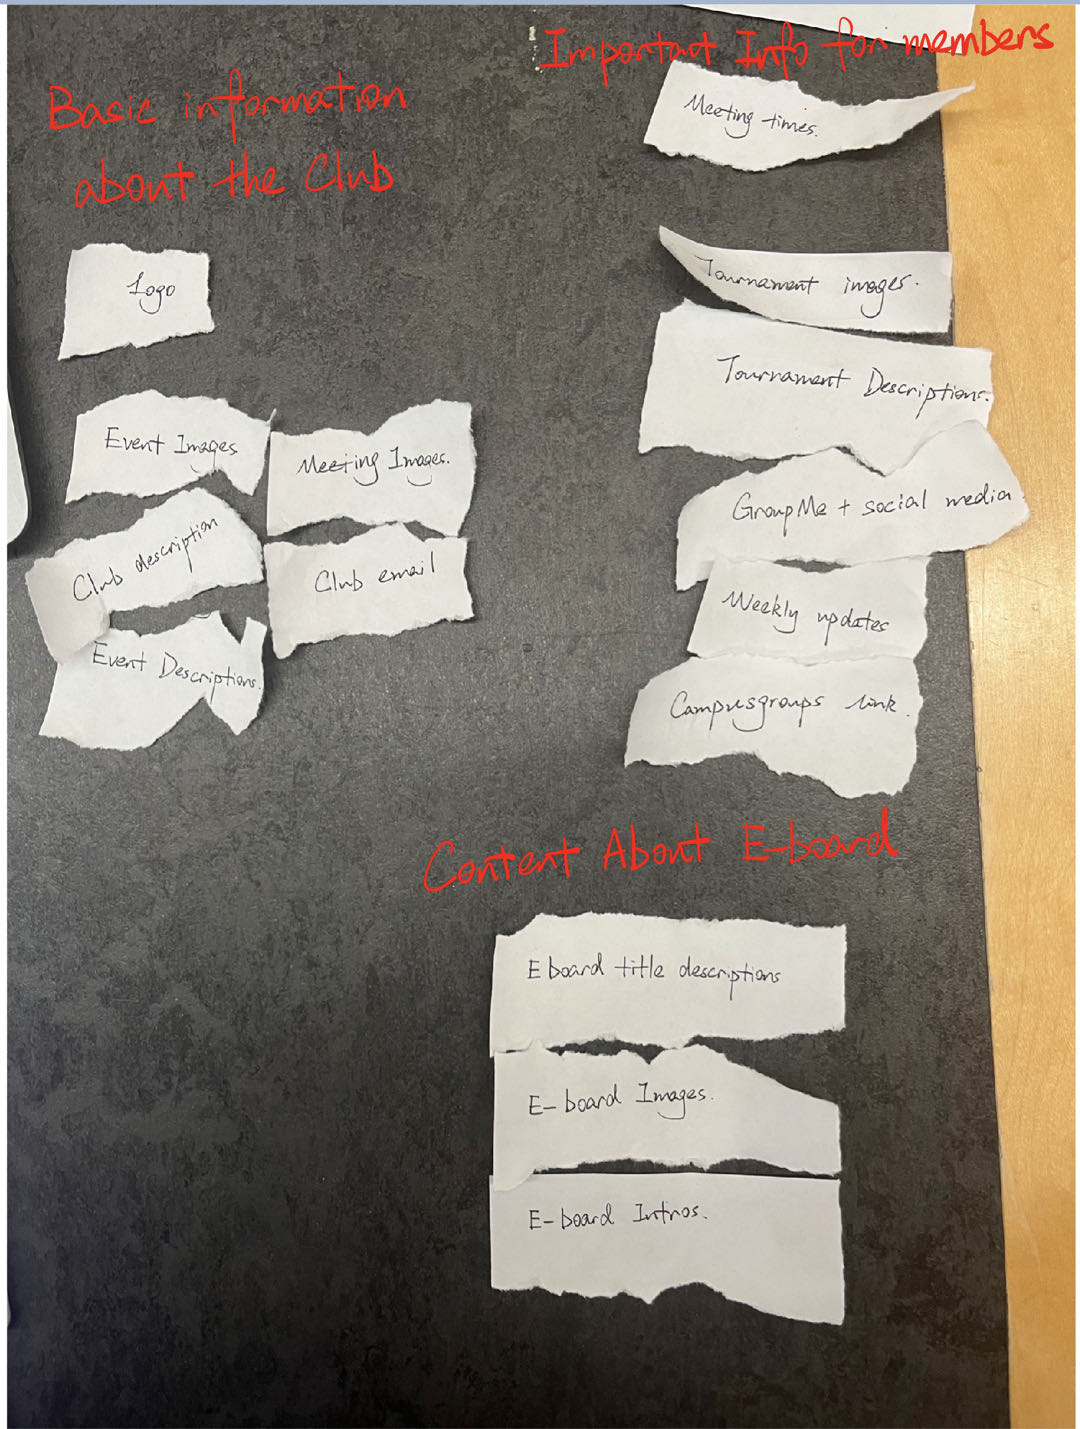 Basic information
about the Club
Logo
Event Images
Meeting Images.
Club description
Club email
Event Descriptions.
Important Info for members
Meeting times.
Tournament images.
Tournament Descriptions.
GroupMe + social media.
Weekly updates
Campusgroups link.
Content About E-board
Eboard title descriptions
E-board Images.
E-board Intros.